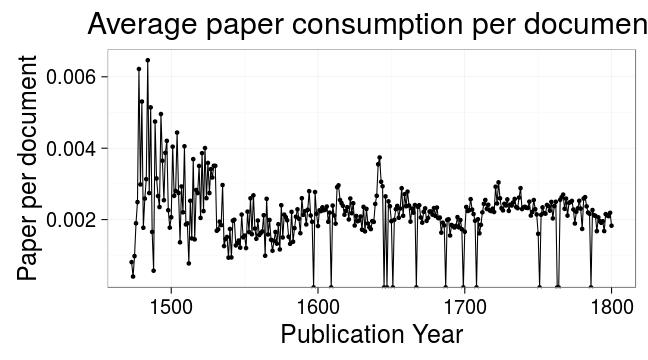 Average paper consumption per documen
Paper per document
0.006
0.004
0.002
1500
1600
1700
1800
Publication Year